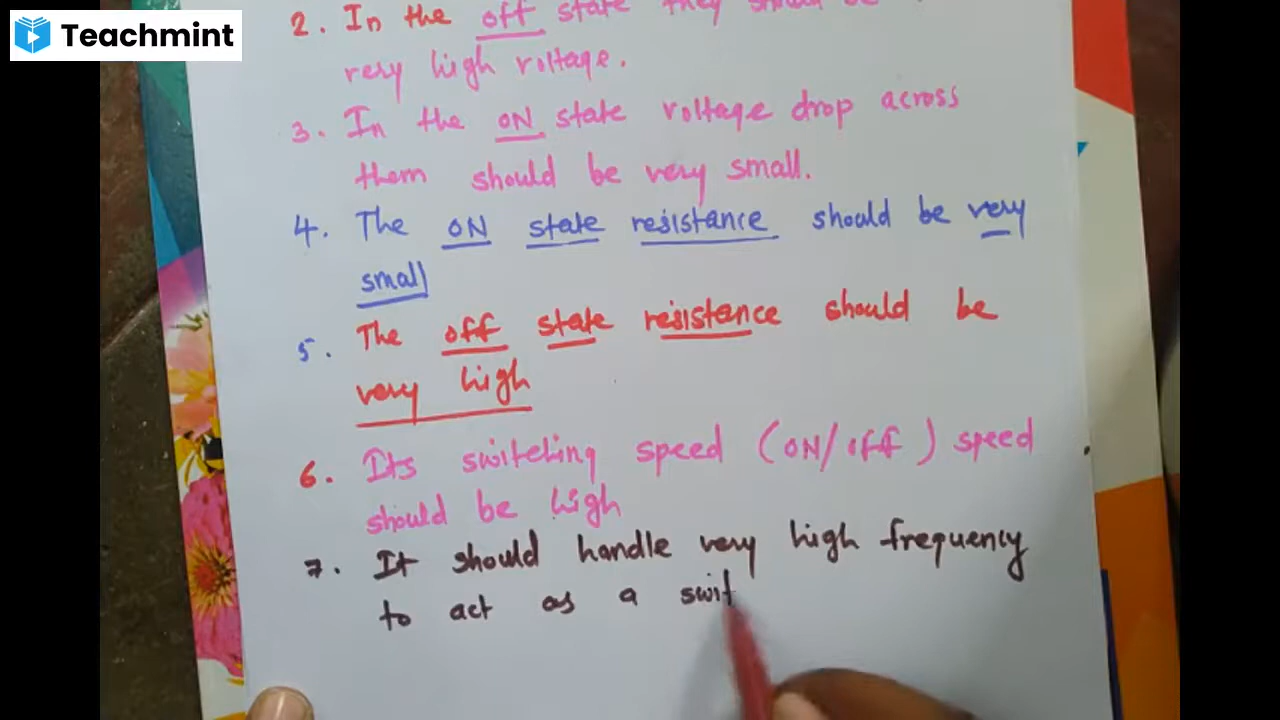 Teachmint
2. In the off state they should be
very high voltage.
3. In the ON state voltage drop across
them should be very small.
4. The ON state resistance should be very
small
5. The off state resistance should be
very high
6. Its switching speed (ON/off) speed
should be high
7. It should handle very high frequency
to act as a swit